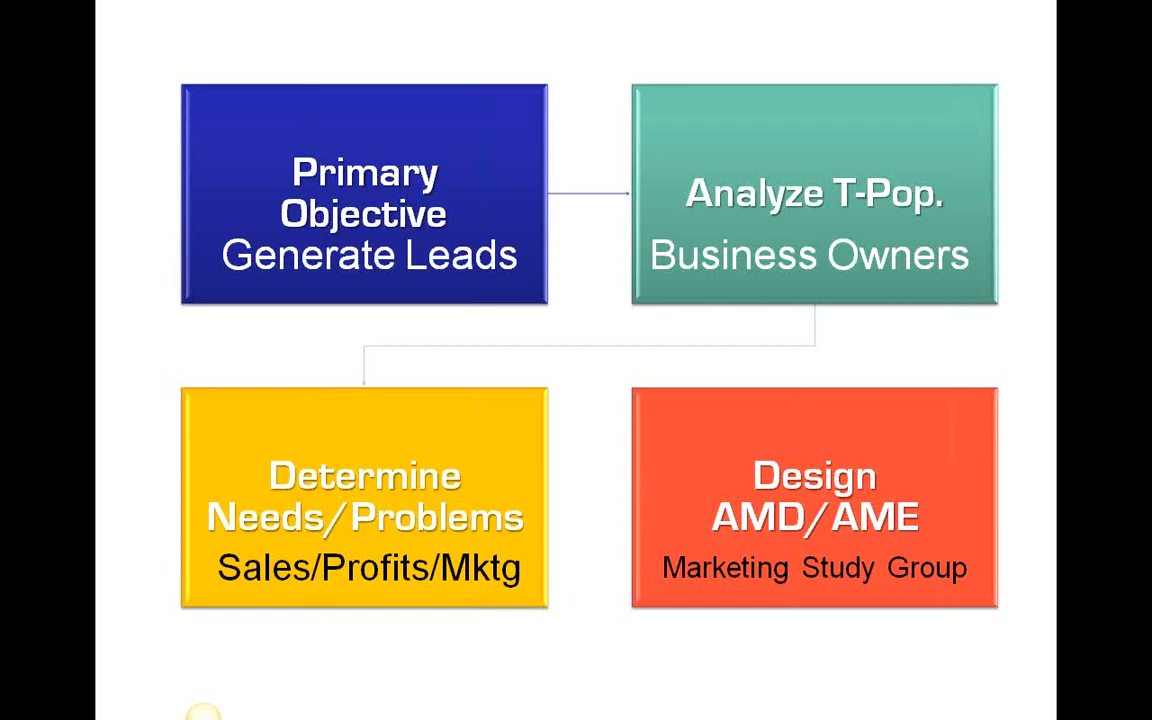 Primary
Objective
Generate Leads
Analyze T-Pop.
Business Owners
Determine
Needs/Problems
Sales/Profits/Mktg
Design
AMD/AME
Marketing Study Group